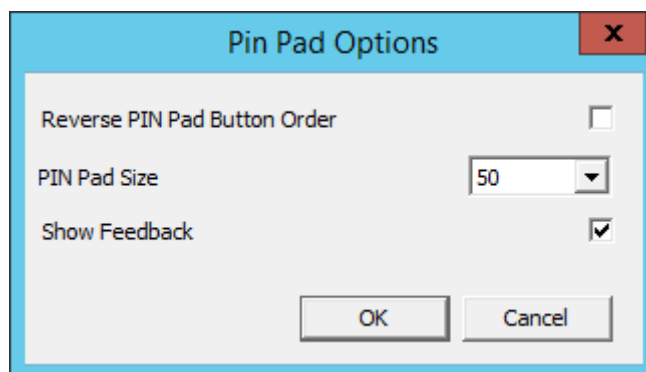 Pin Pad Options
x
Reverse PIN Pad Button Order
PIN Pad Size 50
Show Feedback
OK Cancel